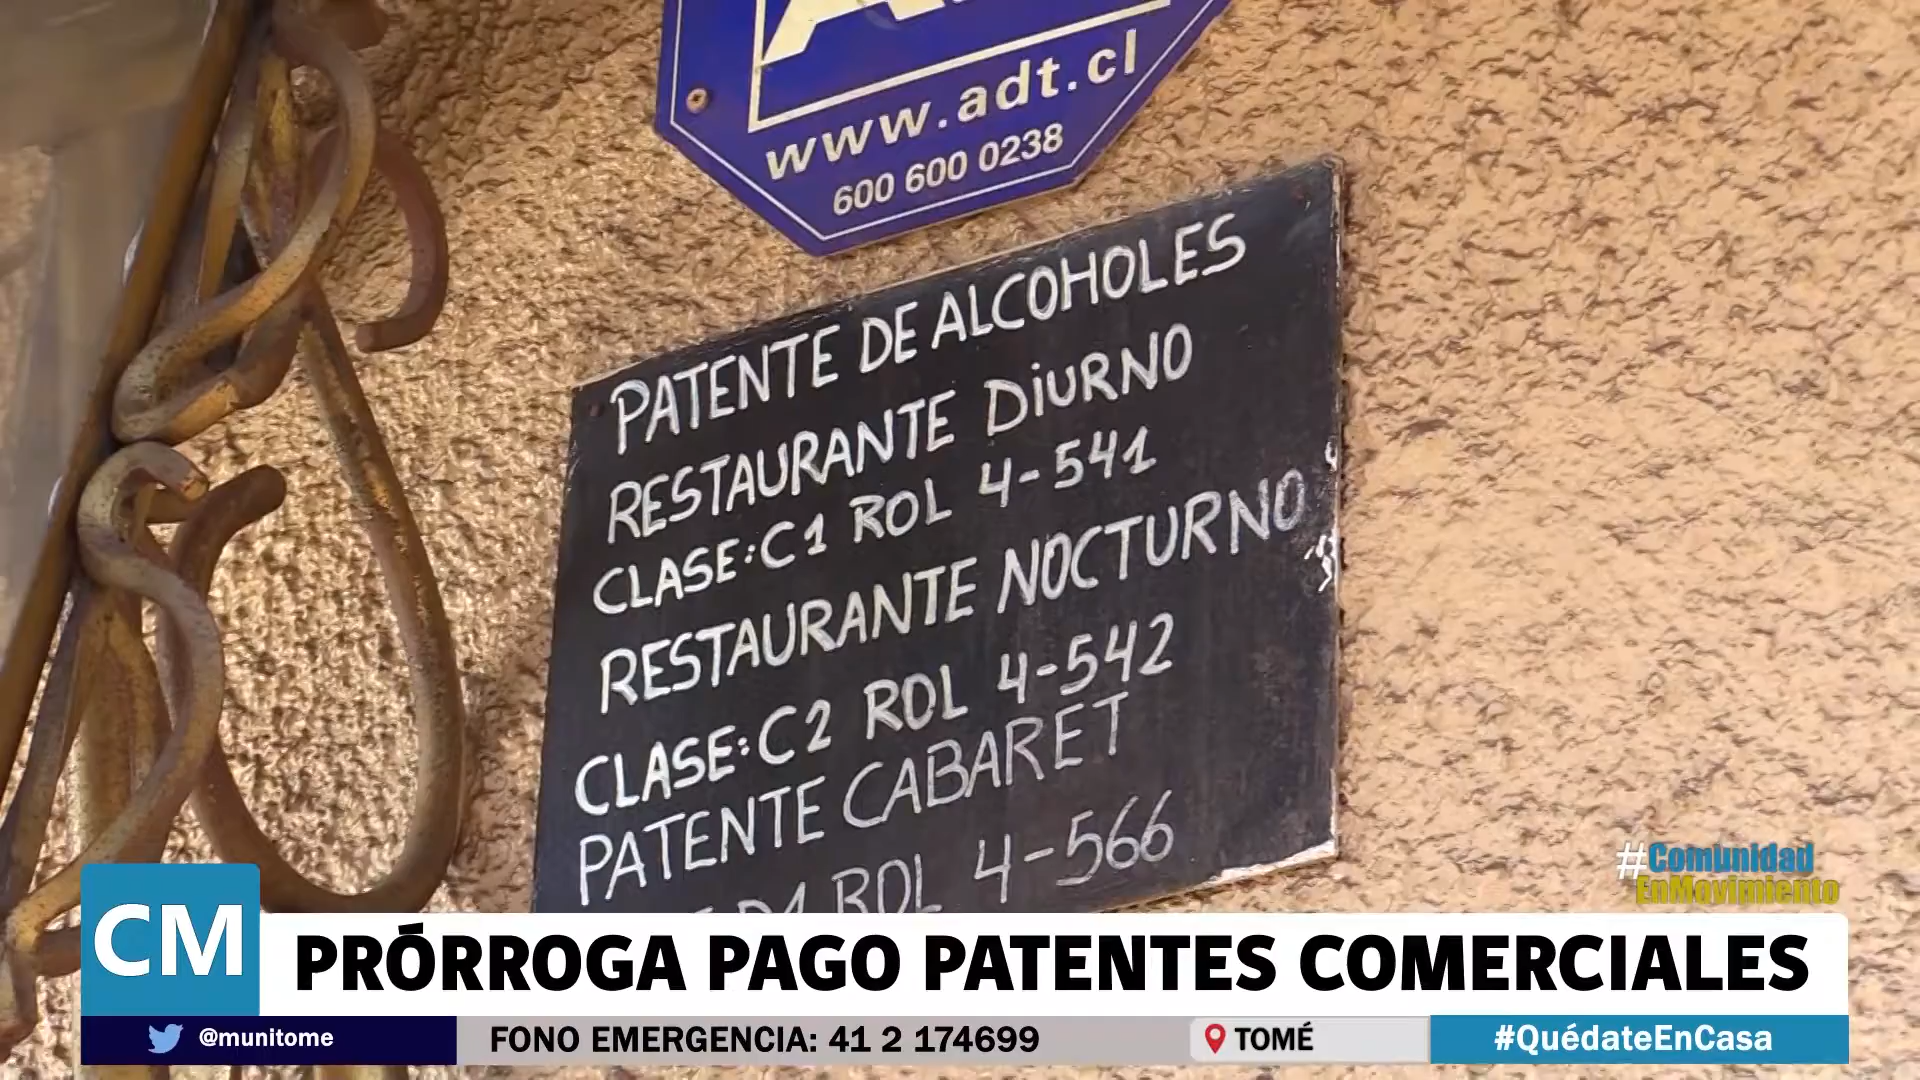 www.adt.cl
600 600 0238
PATENTE DE ALCOHOLES
RESTAURANTE DIURNO
CLASE:C1 ROL 4-541
RESTAURANTE NOCTURNO
CLASE:C2 ROL 4-542
PATENTE CABARET
ROL 4-566
#Comunidad
EnMovimiento
CM
PRÓRROGA PAGO PATENTES COMERCIALES
@munitome
FONO EMERGENCIA: 41 2 174699
TOMÉ
#QuédateEnCasa